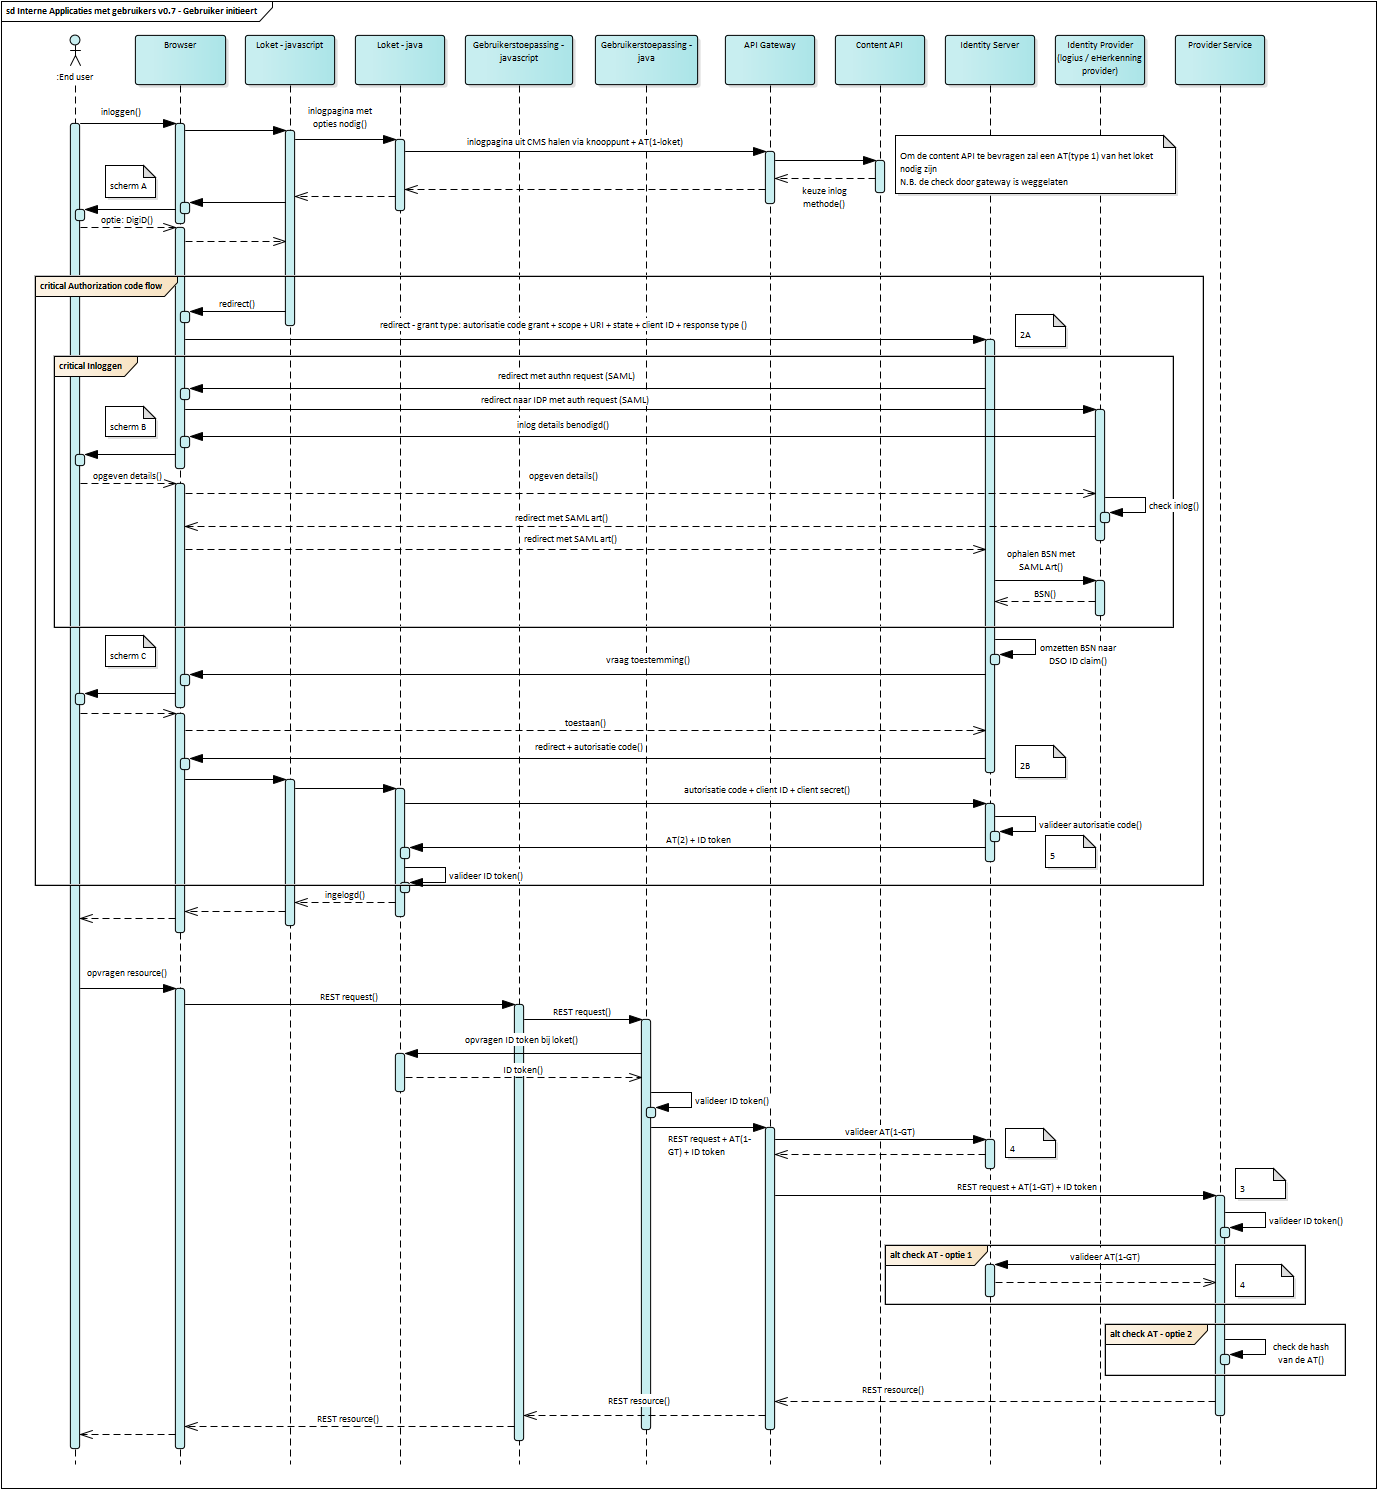 sd Interne Applicaties met gebruikers v0.7 - Gebruiker initieert
:End user
Browser
Loket - javascript
Loket - java
Gebruikerstoepassing -
javascript
Gebruikerstoepassing -
java
API Gateway
Content API
Identity Server
Identity Provider
(logius / eHerkenning
provider)
Provider Service
inloggen()
inlogpagina met
opties nodig()
inlogpagina uit CMS halen via knooppunt + AT(1-loket)
Om de content API te bevragen zal een AT(type 1) van het loket
nodig zijn
N.B. de check door gateway is weggelaten
scherm A
keuze inlog
methode()
optie: DigiD()
critical Authorization code flow
redirect()
redirect - grant type: autorisatie code grant + scope + URI + state + client ID + response type ()
2A
critical Inloggen
redirect met authn request (SAML)
redirect naar IDP met auth request (SAML)
scherm B
inlog details benodigd()
opgeven details()
opgeven details()
check inlog()
redirect met SAML art()
redirect met SAML art()
ophalen BSN met
SAML Art()
BSN()
scherm C
omzetten BSN naar
DSO ID claim()
vraag toestemming()
toestaan()
redirect + autorisatie code()
2B
autorisatie code + client ID + client secret()
valideer autorisatie code()
AT(2) + ID token
5
valideer ID token()
ingelogd()
opvragen resource()
REST request()
REST request()
opvragen ID token bij loket()
ID token()
valideer ID token()
REST request + AT(1-
GT) + ID token
valideer AT(1-GT)
4
REST request + AT(1-GT) + ID token
3
valideer ID token()
alt check AT - optie 1
valideer AT(1-GT)
4
alt check AT - optie 2
check de hash
van de AT()
REST resource()
REST resource()
REST resource()